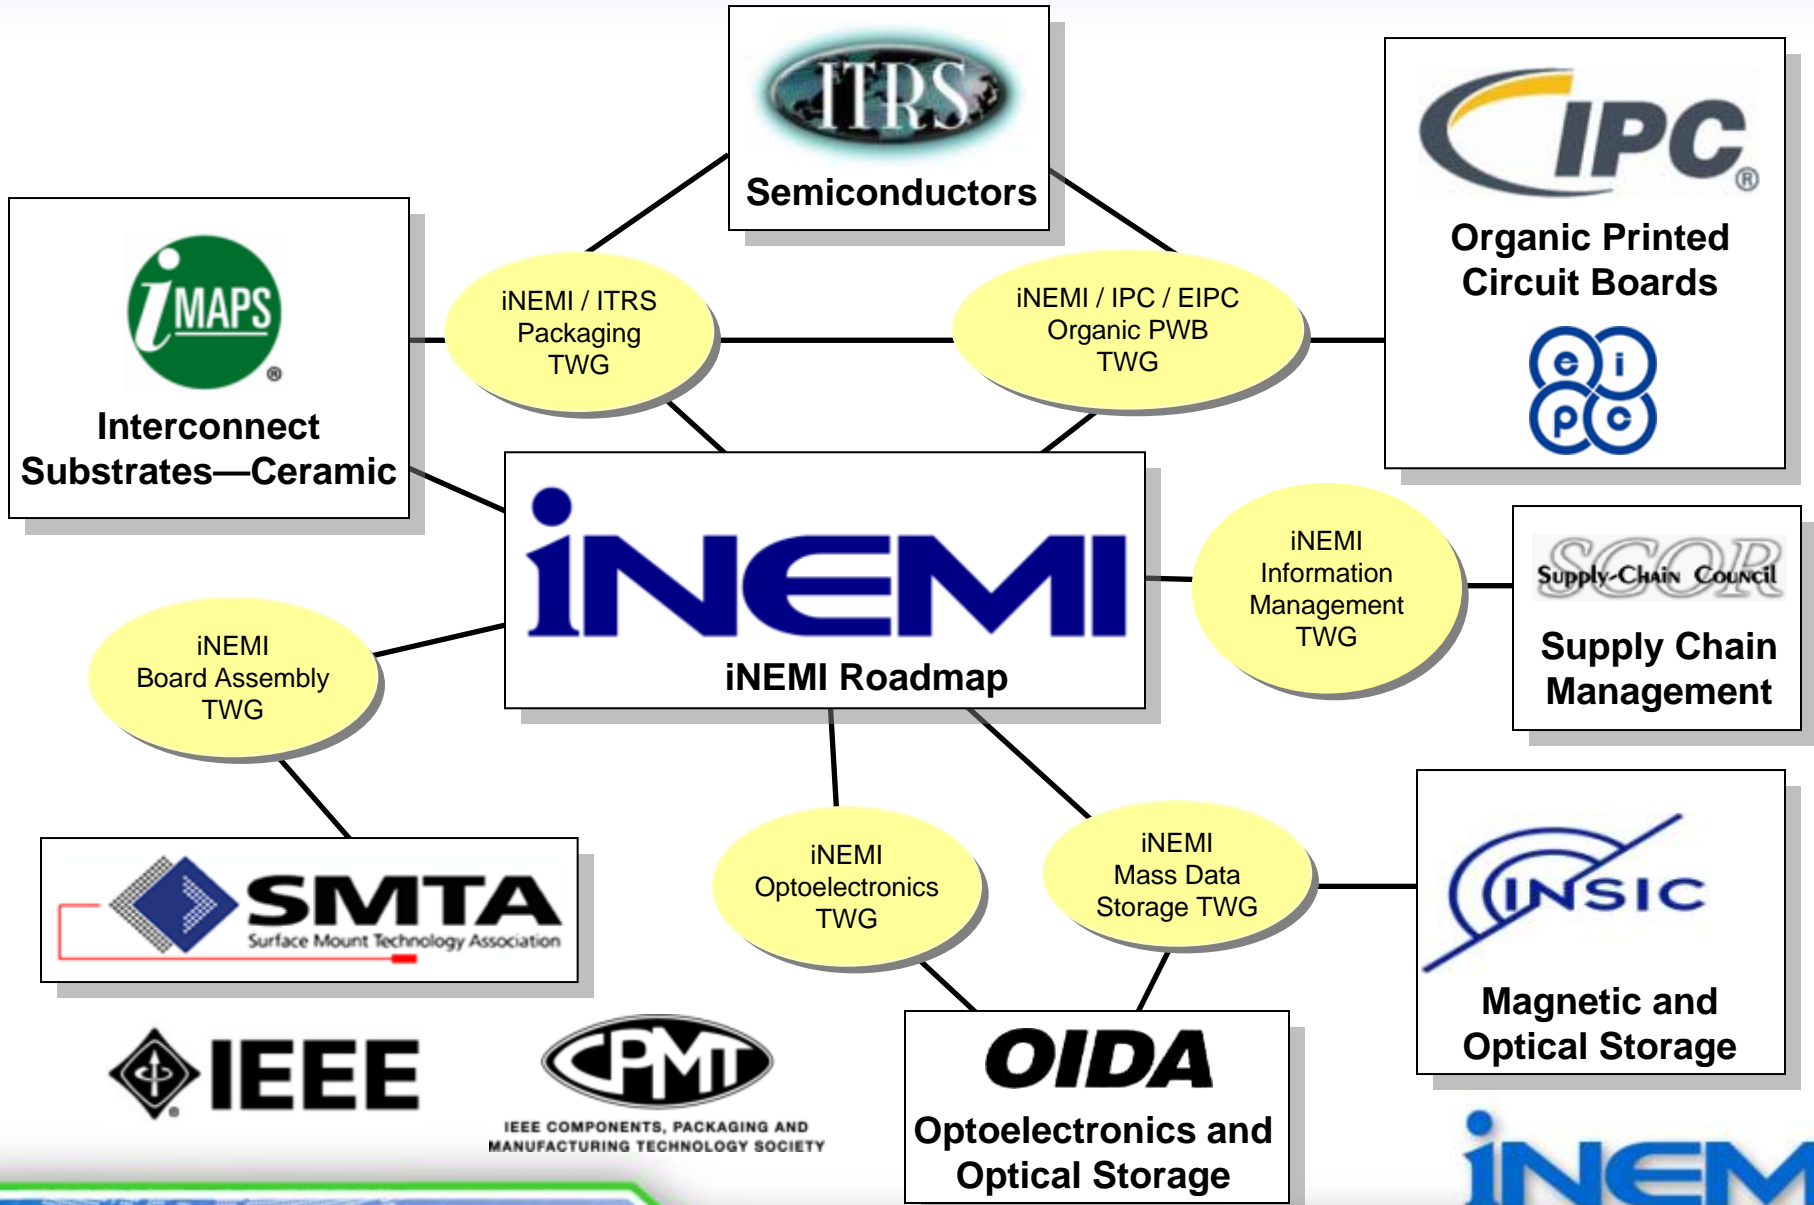 ITRS
Semiconductors
IPC®
Organic Printed
Circuit Boards
e i
p c
iMAPS®
Interconnect
Substrates—Ceramic
iNEMI / ITRS
Packaging
TWG
iNEMI / IPC / EIPC
Organic PWB
TWG
iNEMI
iNEMI Roadmap
iNEMI
Information
Management
TWG
SCOR
Supply-Chain Council
Supply Chain
Management
iNEMI
Board Assembly
TWG
SMTA
Surface Mount Technology Association
iNEMI
Optoelectronics
TWG
iNEMI
Mass Data
Storage TWG
INSIC
Magnetic and
Optical Storage
IEEE
CPMT
IEEE COMPONENTS, PACKAGING AND
MANUFACTURING TECHNOLOGY SOCIETY
OIDA
Optoelectronics and
Optical Storage
iNEM